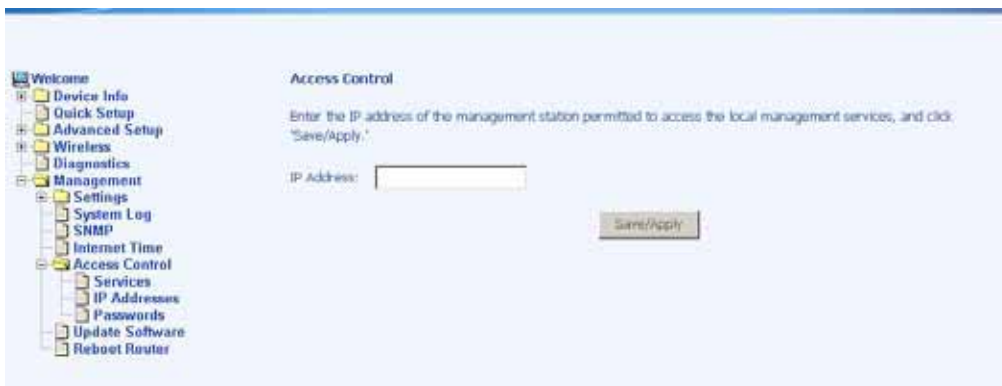 Welcome
Device Info
Quick Setup
Advanced Setup
Wireless
Diagnostics
Management
Settings
System Log
SNMP
Internet Time
Access Control
Services
IP Addresses
Passwords
Update Software
Reboot Router
Access Control
Enter the IP address of the management station permitted to access the local management services, and click
'Save/Apply.'
IP Address:
Save/Apply